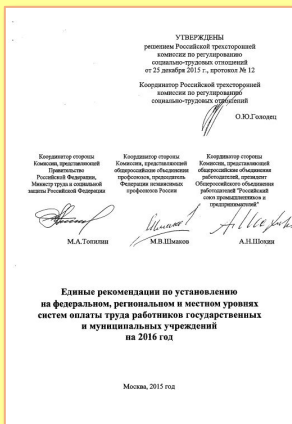 УТВЕРЖДЕНЫ
решением Российской трехсторонней
комиссии по регулированию
социально-трудовых отношений
от 25 декабря 2015 г., протокол № 12
Координатор Российской трехсторонней
комиссии по регулированию
социально-трудовых отношений
О.Ю.Голодец
Координатор стороны
Комиссии, представляющей
Правительство
Российской Федерации,
Министр труда и социальной
защиты Российской Федерации
М.А.Топилин
Координатор стороны
Комиссии, представляющей
общероссийские объединения
профсоюзов, председатель
Федерации независимых
профсоюзов России
М.В.Шмаков
Координатор стороны
Комиссии, представляющей
общероссийские объединения
работодателей, президент
Общероссийского объединения
работодателей "Российский
союз промышленников и
предпринимателей"
А.Н.Шохин
Единые рекомендации по установлению
на федеральном, региональном и местном уровнях
систем оплаты труда работников государственных
и муниципальных учреждений
на 2016 год
Москва, 2015 год